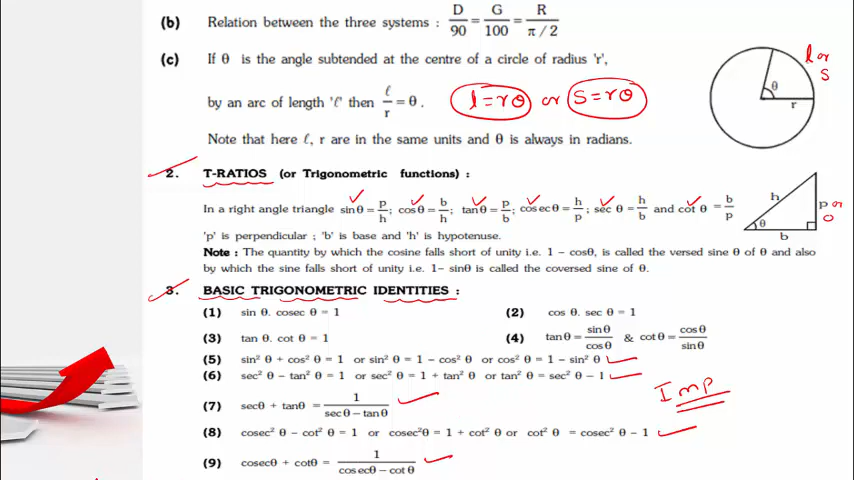 (b) Relation between the three systems : D/90 = G/100 = R/π/2
(c) If θ is the angle subtended at the centre of a circle of radius 'r',
by an arc of length 'ℓ' then ℓ/r = θ . l = rθ or S = rθ
Note that here ℓ, r are in the same units and θ is always in radians.
l or
S
θ
r
2. T-RATIOS (or Trigonometric functions) :
In a right angle triangle sinθ = p/h ; cosθ = b/h ; tanθ = p/b ; cosecθ = h/p ; secθ = h/b and cotθ = b/p
'p' is perpendicular ; 'b' is base and 'h' is hypotenuse.
h
p or
O
θ
b
Note : The quantity by which the cosine falls short of unity i.e. 1 – cosθ, is called the versed sine θ of θ and also
by which the sine falls short of unity i.e. 1– sinθ is called the coversed sine of θ.
3. BASIC TRIGONOMETRIC IDENTITIES :
(1) sin θ. cosec θ = 1 (2) cos θ. sec θ = 1
(3) tan θ. cot θ = 1 (4) tanθ = sinθ/cosθ & cotθ = cosθ/sinθ
(5) sin² θ + cos² θ = 1 or sin² θ = 1 – cos² θ or cos² θ = 1 – sin² θ
(6) sec² θ – tan² θ = 1 or sec² θ = 1 + tan² θ or tan² θ = sec² θ – 1
Imp
(7) secθ + tanθ = 1/secθ – tanθ
(8) cosec² θ – cot² θ = 1 or cosec²θ = 1 + cot² θ or cot² θ = cosec² θ – 1
(9) cosecθ + cotθ = 1/cosecθ – cotθ